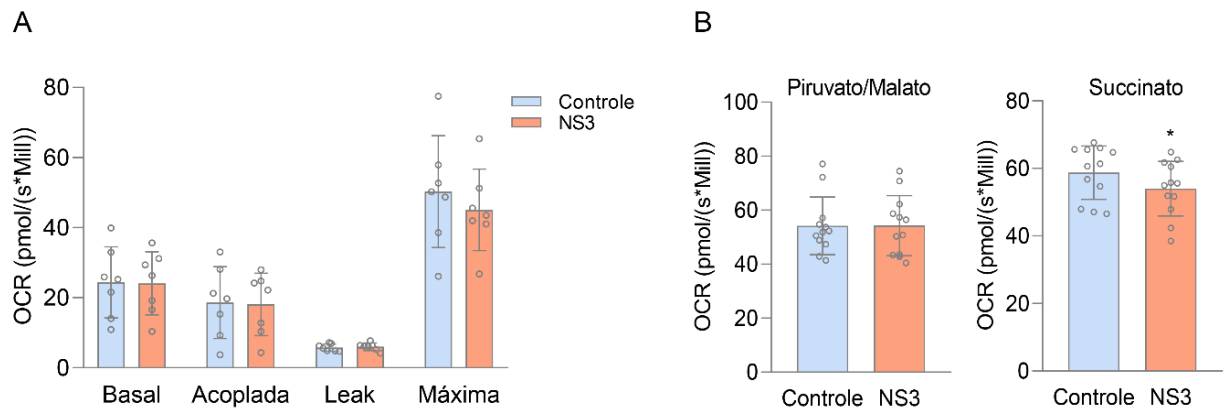 A
OCR (pmol/(s*Mill))
80
60
40
20
0
Basal
Acoplada
Leak
Máxima
Controle
NS3
B
Piruvato/Malato
OCR (pmol/(s*Mill))
100
80
60
40
20
0
Controle
NS3
Succinato
OCR (pmol/(s*Mill))
80
60
40
20
0
*
Controle
NS3